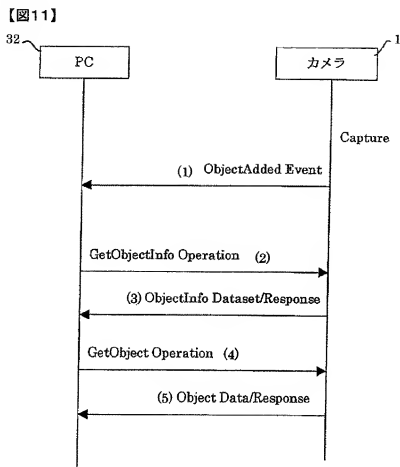 【図11】
32
PC
カメラ
1
Capture
(1) ObjectAdded Event
GetObjectInfo Operation (2)
(3) ObjectInfo Dataset/Response
GetObject Operation (4)
(5) Object Data/Response